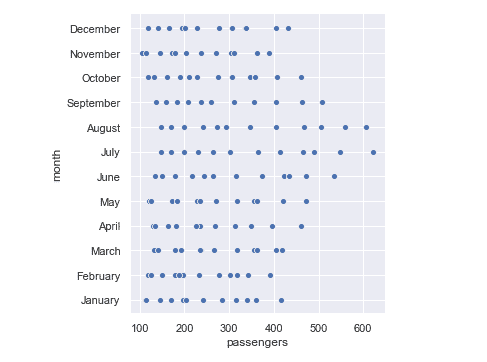 December
November
October
September
August
July
June
May
April
March
February
January
month
100 200 300 400 500 600
passengers